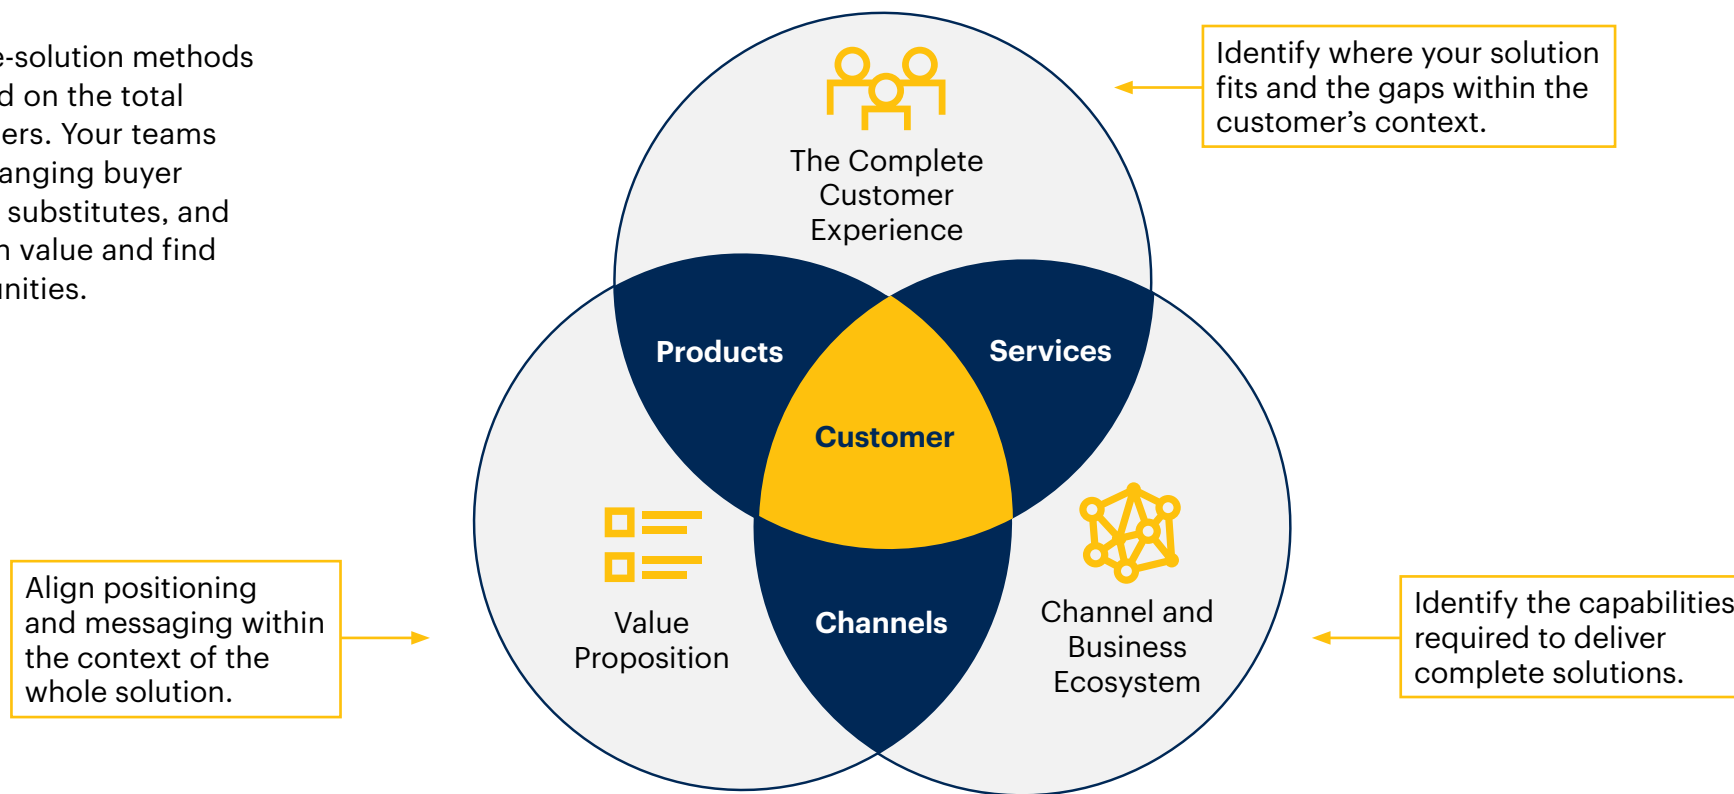 e-solution methods
d on the total
ers. Your teams
anging buyer
substitutes, and
n value and find
unities.
The Complete
Customer
Experience
Identify where your solution
fits and the gaps within the
customer’s context.
Products
Services
Customer
Align positioning
and messaging within
the context of the
whole solution.
Value
Proposition
Channels
Channel and
Business
Ecosystem
Identify the capabilities
required to deliver
complete solutions.